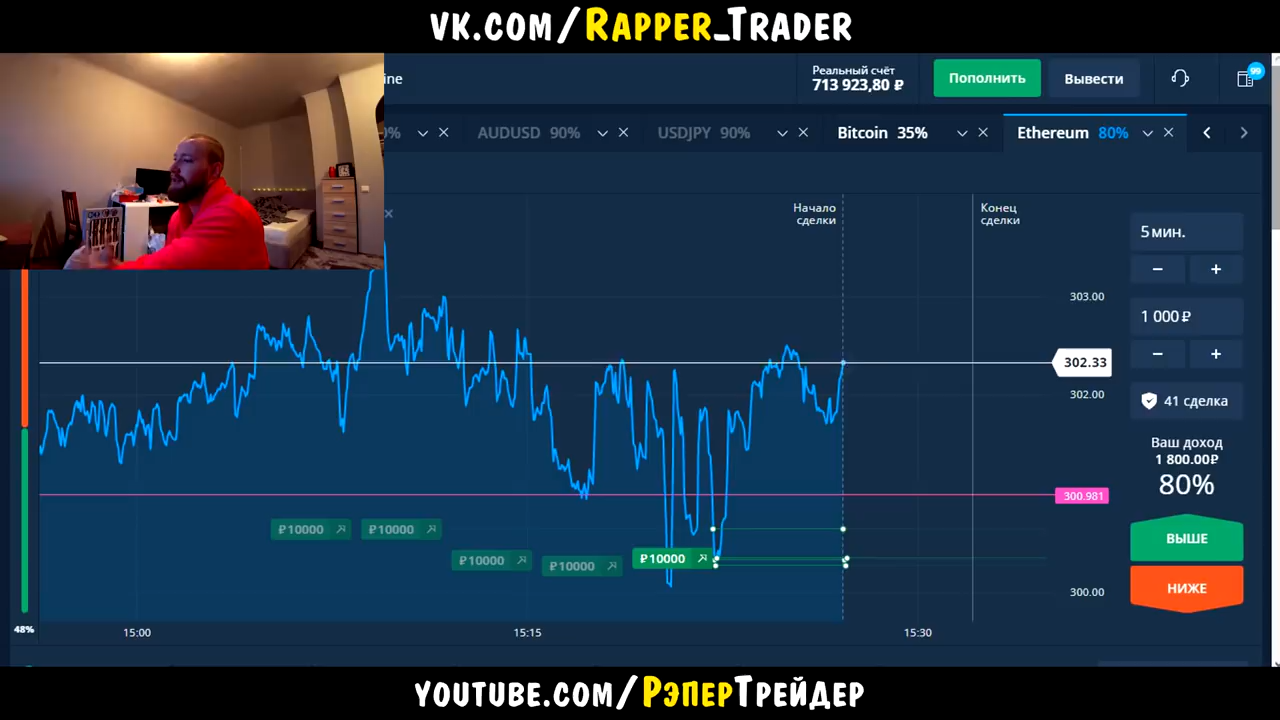 vk.com/Rapper_Trader
ine
Реальный счёт
713 923,80 ₽
Пополнить
Вывести
99
0%
AUDUSD 90%
USDJPY 90%
Bitcoin 35%
Ethereum 80%
Начало
сделки
Конец
сделки
5 мин.
303.00
1 000 ₽
302.33
302.00
41 сделка
Ваш доход
1 800.00₽
80%
300.981
₽10000
₽10000
₽10000
₽10000
₽10000
ВЫШЕ
НИЖЕ
300.00
48%
15:00
15:15
15:30
youtube.com/РэперТрейдер